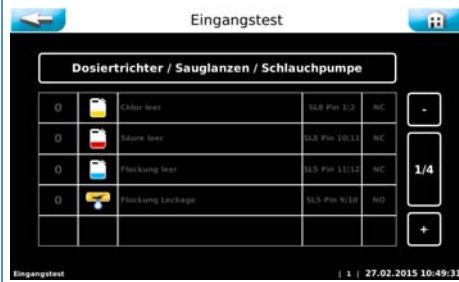 Eingangstest
Dosiertrichter / Sauglanzen / Schlauchpumpe
0 Chlor leer SL8 Pin 1|2 NC
0 Säure leer SL8 Pin 10|11 NC
0 Flockung leer SL5 Pin 11|12 NC
0 Flockung Leckage SL5 Pin 9|10 NO
-
1/4
+
Eingangstest | 1 | 27.02.2015 10:49:31